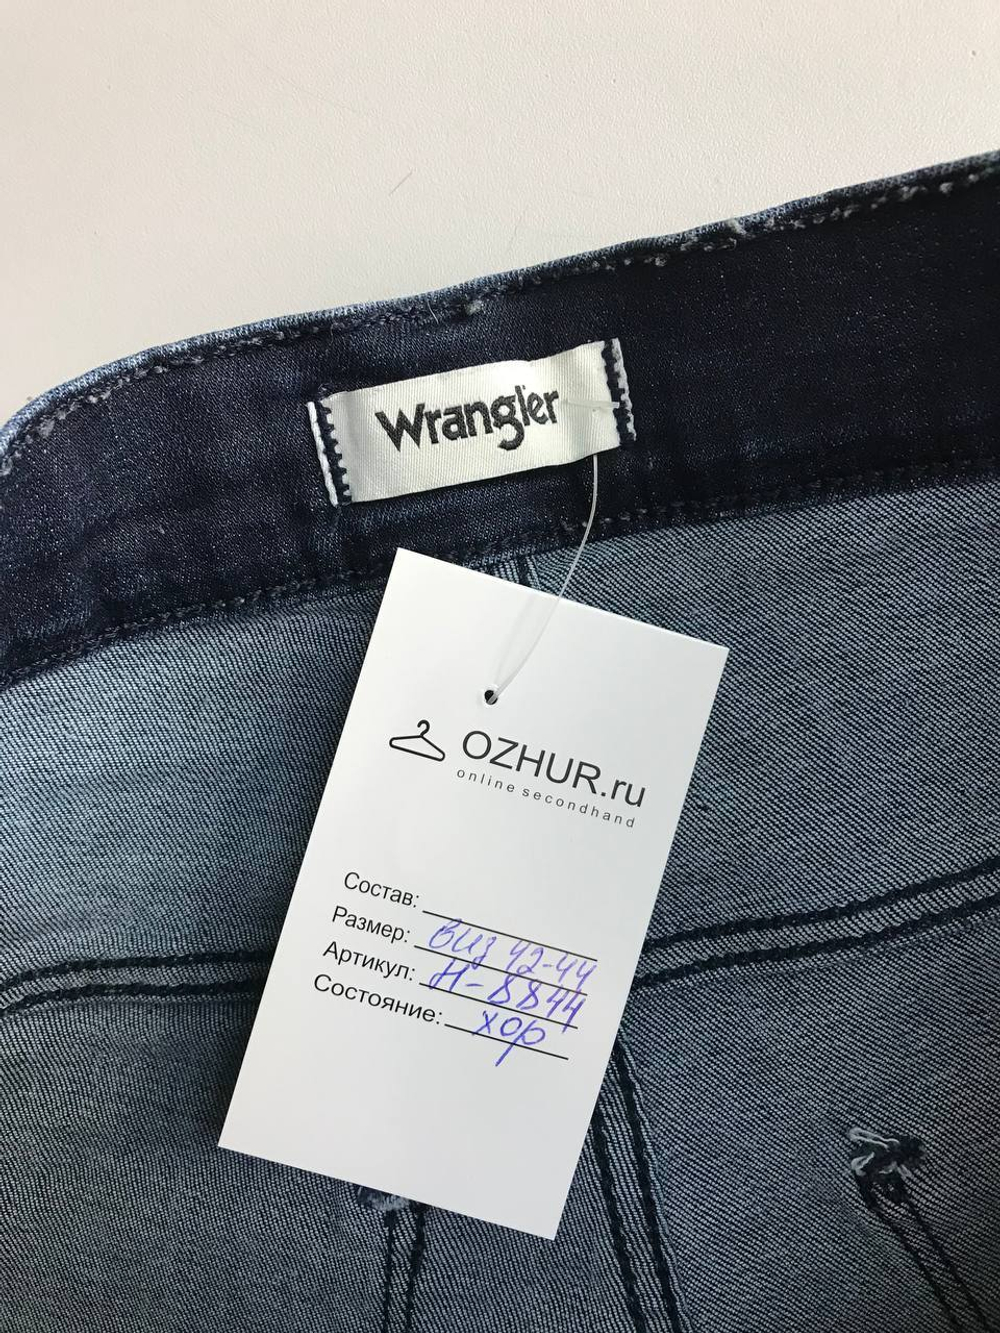 Wrangler
OZHUR.ru
online secondhand
Состав:
Размер: виз 42-44
Артикул: Н-8844
Состояние: хор